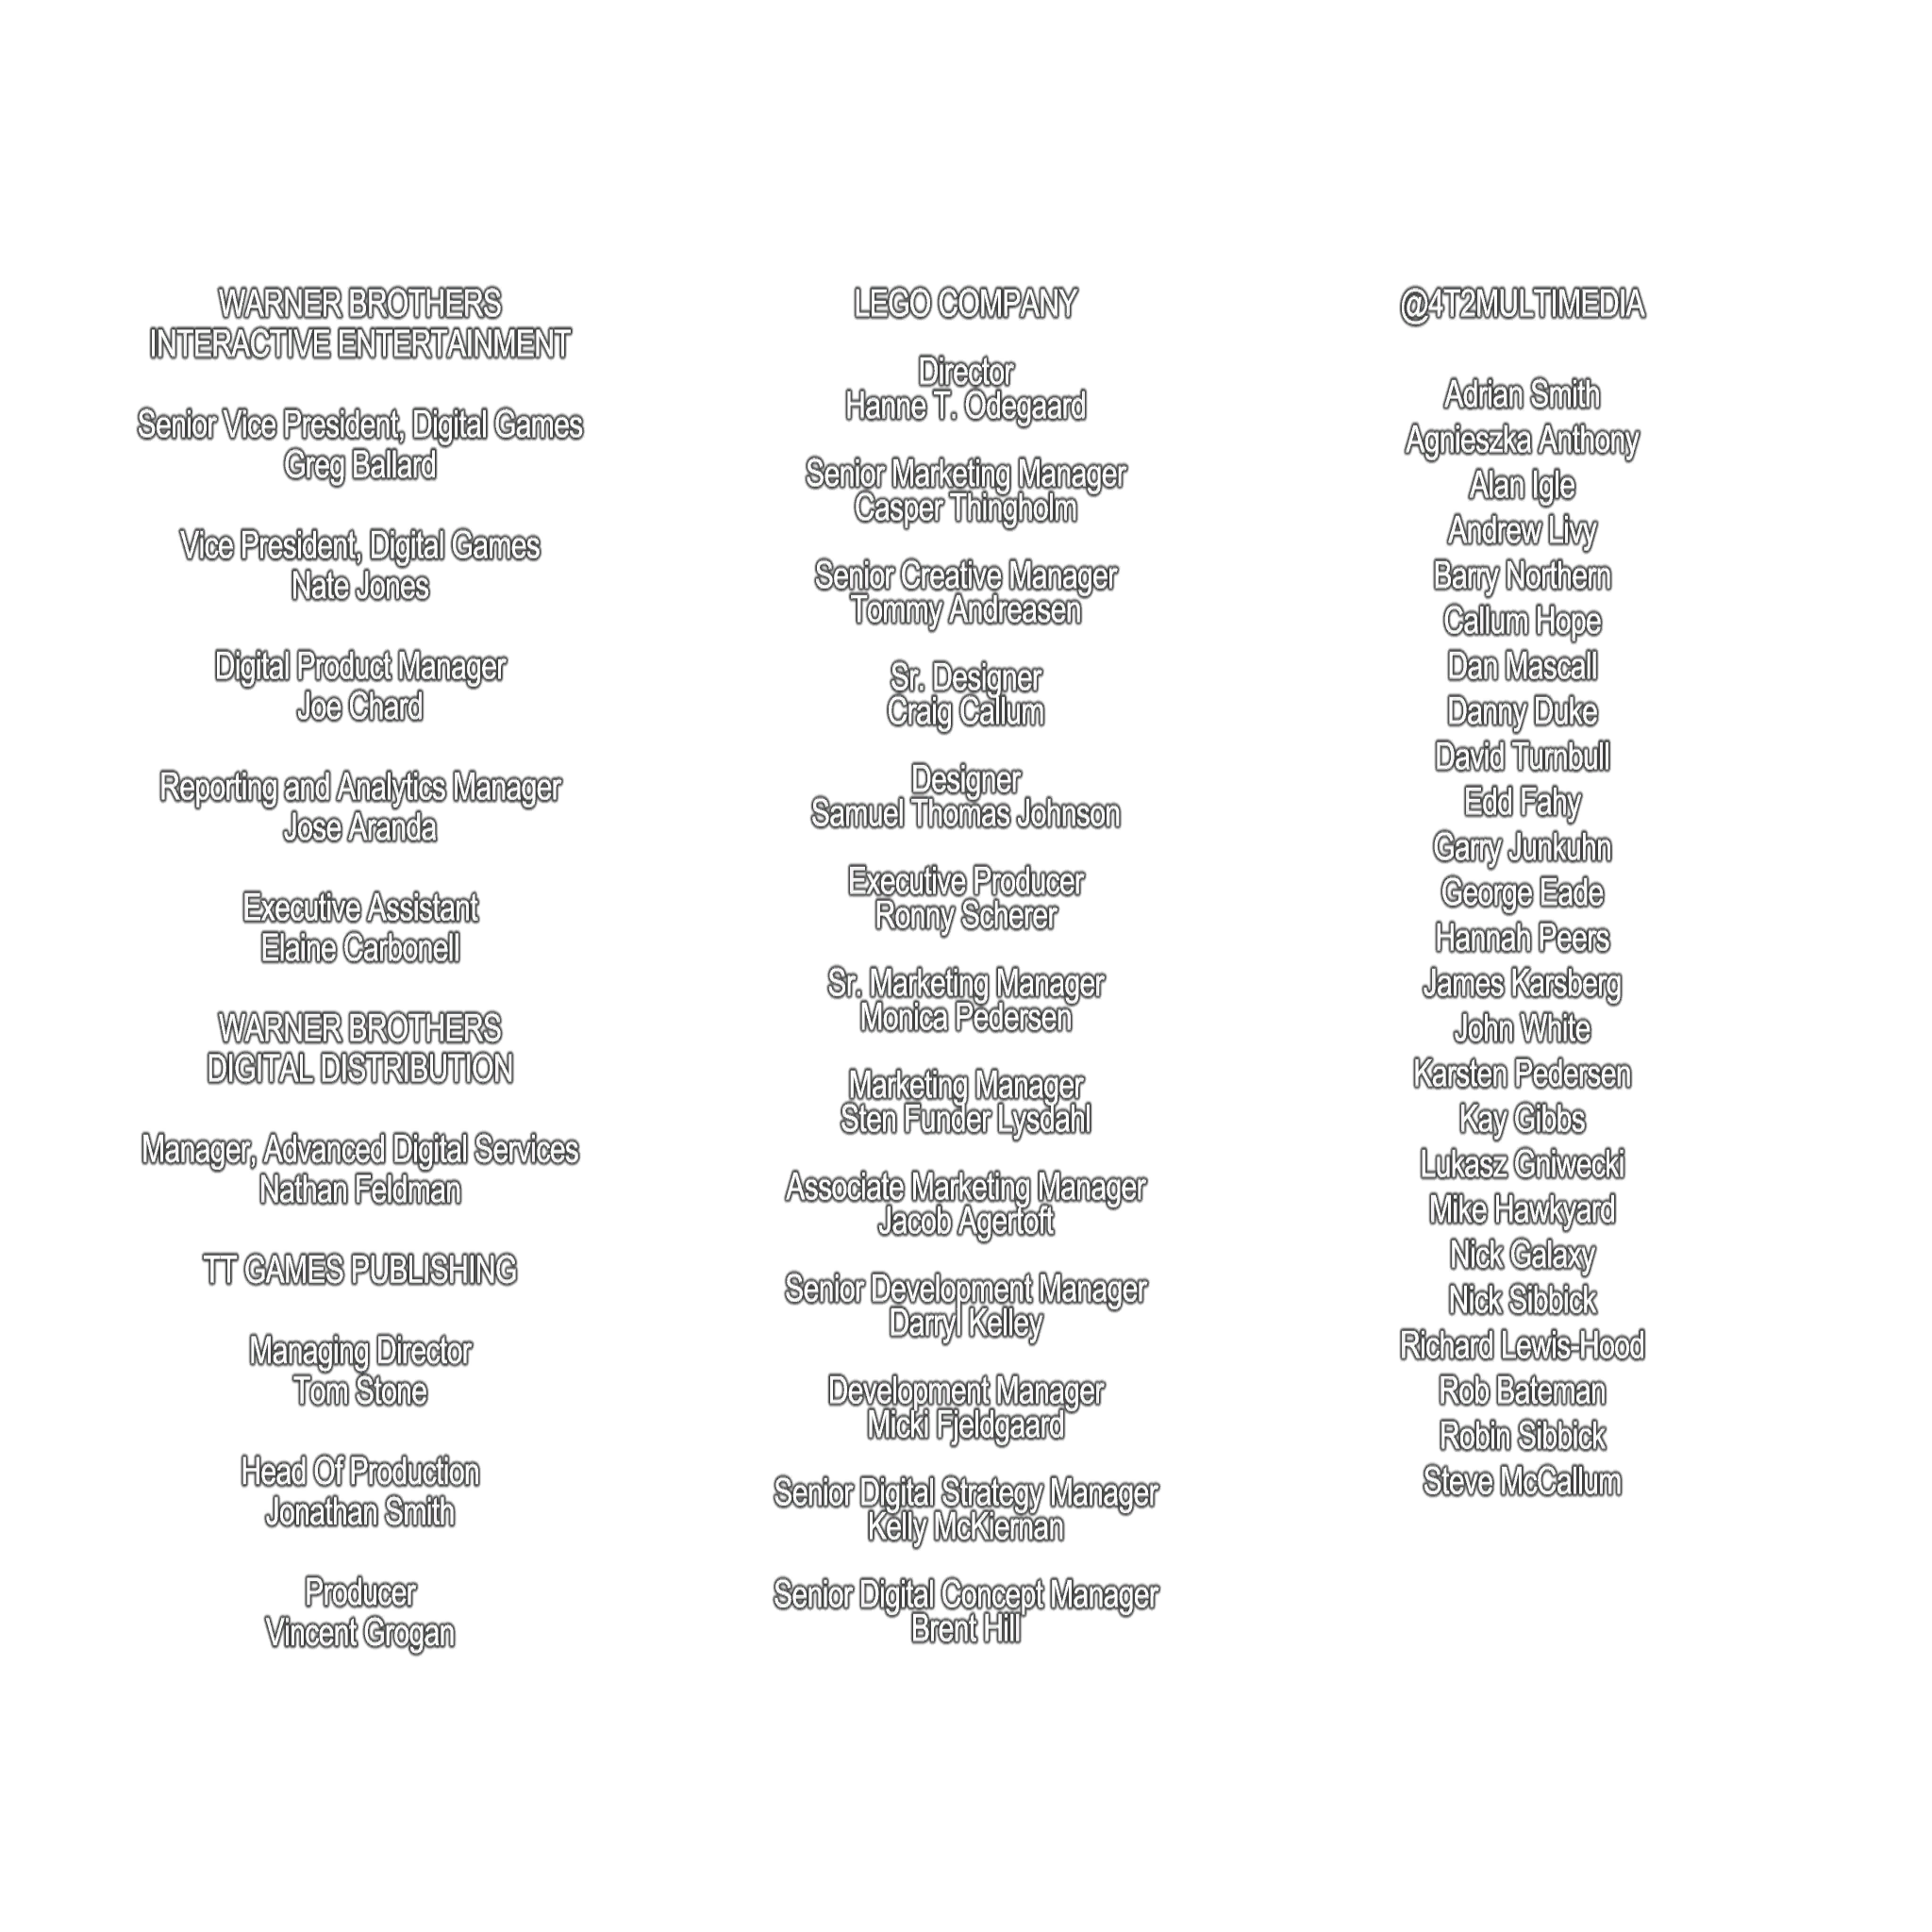 WARNER BROTHERS
INTERACTIVE ENTERTAINMENT
Senior Vice President, Digital Games
Greg Ballard
Vice President, Digital Games
Nate Jones
Digital Product Manager
Joe Chard
Reporting and Analytics Manager
Jose Aranda
Executive Assistant
Elaine Carbonell
WARNER BROTHERS
DIGITAL DISTRIBUTION
Manager, Advanced Digital Services
Nathan Feldman
TT GAMES PUBLISHING
Managing Director
Tom Stone
Head Of Production
Jonathan Smith
Producer
Vincent Grogan
LEGO COMPANY
Director
Hanne T. Odegaard
Senior Marketing Manager
Casper Thingholm
Senior Creative Manager
Tommy Andreasen
Sr. Designer
Craig Callum
Designer
Samuel Thomas Johnson
Executive Producer
Ronny Scherer
Sr. Marketing Manager
Monica Pedersen
Marketing Manager
Sten Funder Lysdahl
Associate Marketing Manager
Jacob Agertoft
Senior Development Manager
Darryl Kelley
Development Manager
Micki Fjeldgaard
Senior Digital Strategy Manager
Kelly McKiernan
Senior Digital Concept Manager
Brent Hill
@4T2MULTIMEDIA
Adrian Smith
Agnieszka Anthony
Alan Igle
Andrew Livy
Barry Northern
Callum Hope
Dan Mascall
Danny Duke
David Turnbull
Edd Fahy
Garry Junkuhn
George Eade
Hannah Peers
James Karsberg
John White
Karsten Pedersen
Kay Gibbs
Lukasz Gniwecki
Mike Hawkyard
Nick Galaxy
Nick Sibbick
Richard Lewis-Hood
Rob Bateman
Robin Sibbick
Steve McCallum